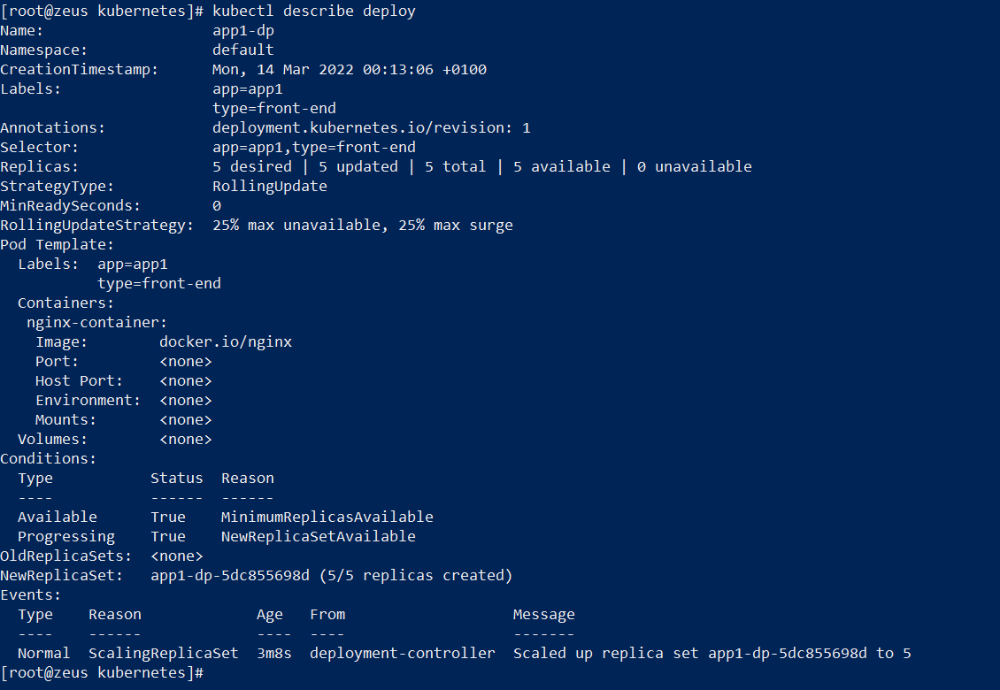 [root@zeus kubernetes]# kubectl describe deploy
Name:                   app1-dp
Namespace:              default
CreationTimestamp:      Mon, 14 Mar 2022 00:13:06 +0100
Labels:                 app=app1
                        type=front-end
Annotations:            deployment.kubernetes.io/revision: 1
Selector:               app=app1,type=front-end
Replicas:               5 desired | 5 updated | 5 total | 5 available | 0 unavailable
StrategyType:           RollingUpdate
MinReadySeconds:        0
RollingUpdateStrategy:  25% max unavailable, 25% max surge
Pod Template:
  Labels:  app=app1
           type=front-end
  Containers:
   nginx-container:
    Image:        docker.io/nginx
    Port:         <none>
    Host Port:    <none>
    Environment:  <none>
    Mounts:       <none>
  Volumes:        <none>
Conditions:
  Type           Status  Reason
  ----           ------  ------
  Available      True    MinimumReplicasAvailable
  Progressing    True    NewReplicaSetAvailable
OldReplicaSets:  <none>
NewReplicaSet:   app1-dp-5dc855698d (5/5 replicas created)
Events:
  Type    Reason             Age   From                   Message
  ----    ------             ----  ----                   -------
  Normal  ScalingReplicaSet  3m8s  deployment-controller  Scaled up replica set app1-dp-5dc855698d to 5
[root@zeus kubernetes]#